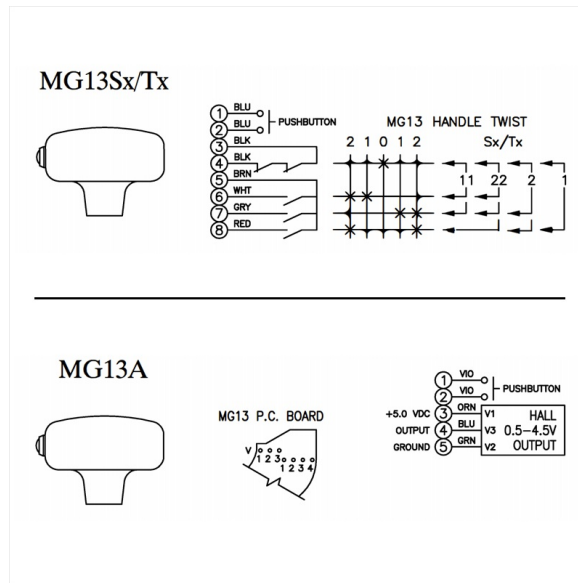 MG13Sx/Tx
1 BLU
2 BLU PUSHBUTTON
3 BLK
4 BLK
5 BRN
6 WHT
7 GRY
8 RED
MG13 HANDLE TWIST
2 1 0 1 2 Sx/Tx
11 22 2 1
MG13A
MG13 P.C. BOARD
V
1 2 3
1 2 3 4
1 VIO
2 VIO PUSHBUTTON
+5.0 VDC 3 ORN V1 HALL
OUTPUT 4 BLU V3 0.5-4.5V
GROUND 5 GRN V2 OUTPUT